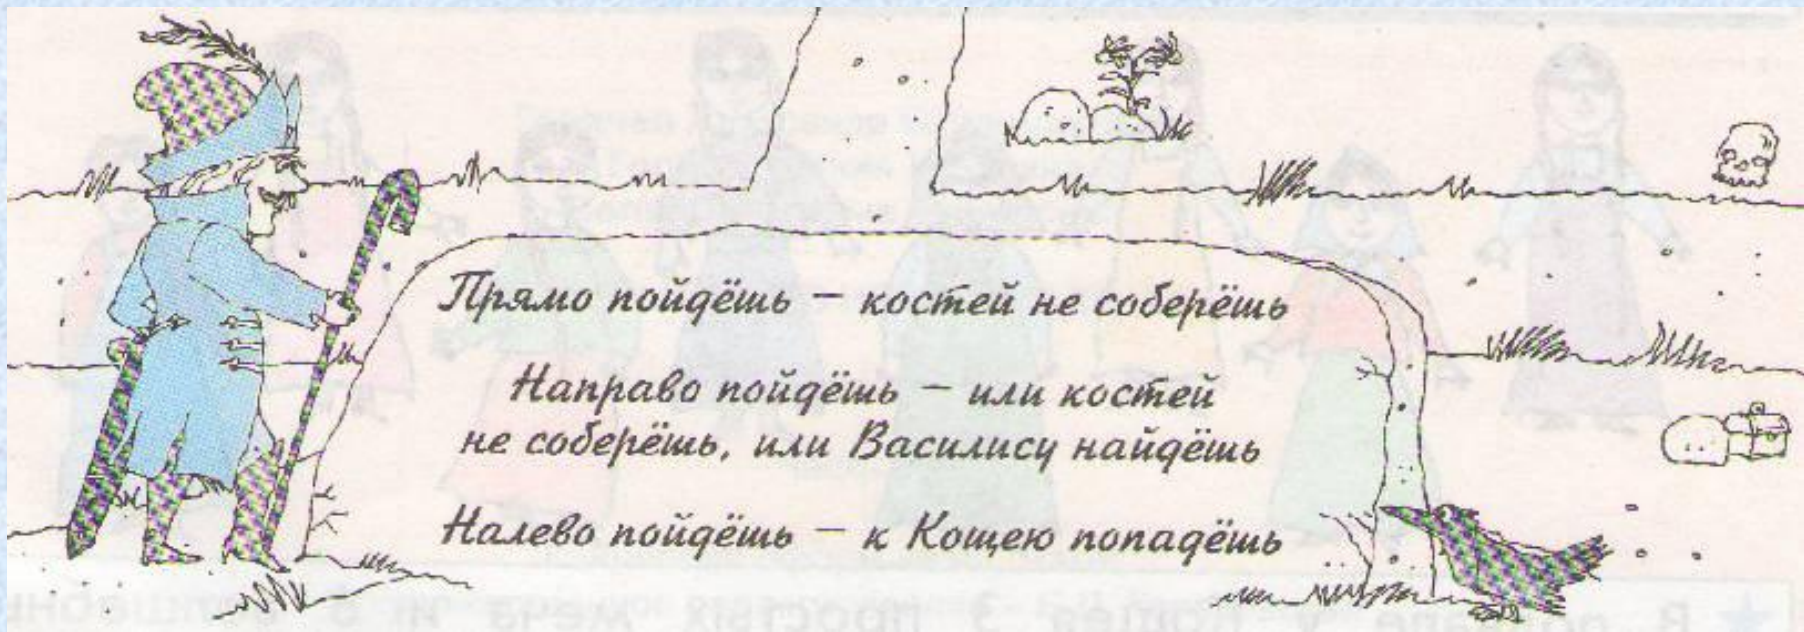 Прямо пойдёшь — костей не соберёшь
Направо пойдёшь — или костей
не соберёшь, или Василису найдёшь
Налево пойдёшь — к Кощею попадёшь